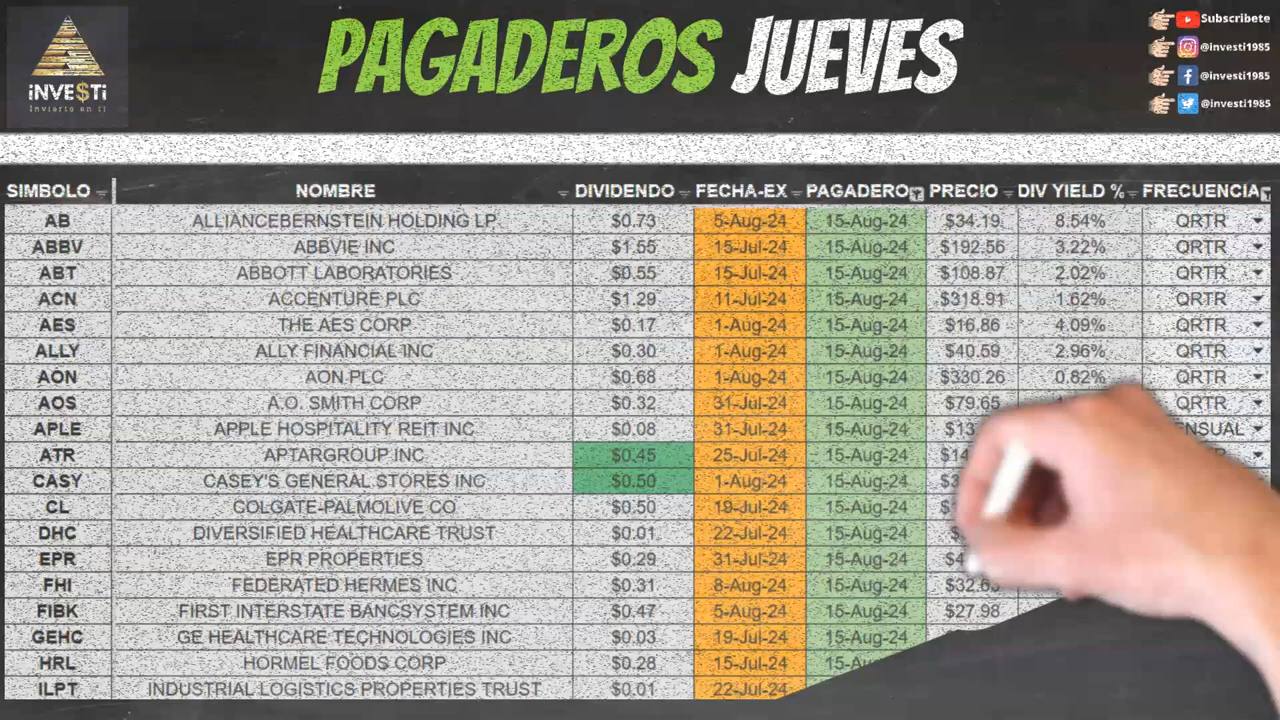 PAGADEROS JUEVES
iNVE$Ti
Invierto en ti
Subscribete
@investi1985
@investi1985
@investi1985
SIMBOLO NOMBRE DIVIDENDO FECHA-EX PAGADERO PRECIO DIV YIELD % FRECUENCIA
AB ALLIANCEBERNSTEIN HOLDING LP $0.73 5-Aug-24 15-Aug-24 $34.19 8.54% QRTR
ABBV ABBVIE INC $1.55 15-Jul-24 15-Aug-24 $192.56 3.22% QRTR
ABT ABBOTT LABORATORIES $0.55 15-Jul-24 15-Aug-24 $108.87 2.02% QRTR
ACN ACCENTURE PLC $1.29 11-Jul-24 15-Aug-24 $318.91 1.62% QRTR
AES THE AES CORP $0.17 1-Aug-24 15-Aug-24 $16.86 4.09% QRTR
ALLY ALLY FINANCIAL INC $0.30 1-Aug-24 15-Aug-24 $40.59 2.96% QRTR
AON AON PLC $0.68 1-Aug-24 15-Aug-24 $330.26 0.82% QRTR
AOS A.O. SMITH CORP $0.32 31-Jul-24 15-Aug-24 $79.65 QRTR
APLE APPLE HOSPITALITY REIT INC $0.08 31-Jul-24 15-Aug-24
ATR APTARGROUP INC $0.45 25-Jul-24 15-Aug-24
CASY CASEY'S GENERAL STORES INC $0.50 1-Aug-24 15-Aug-24
CL COLGATE-PALMOLIVE CO $0.50 19-Jul-24 15-Aug-24
DHC DIVERSIFIED HEALTHCARE TRUST $0.01 22-Jul-24 15-Aug-24
EPR EPR PROPERTIES $0.29 31-Jul-24 15-Aug-24
FHI FEDERATED HERMES INC $0.31 8-Aug-24 15-Aug-24
FIBK FIRST INTERSTATE BANCSYSTEM INC $0.47 5-Aug-24 15-Aug-24 $27.98
GEHC GE HEALTHCARE TECHNOLOGIES INC $0.03 19-Jul-24 15-Aug-24
HRL HORMEL FOODS CORP $0.28 15-Jul-24
ILPT INDUSTRIAL LOGISTICS PROPERTIES TRUST $0.01 22-Jul-24